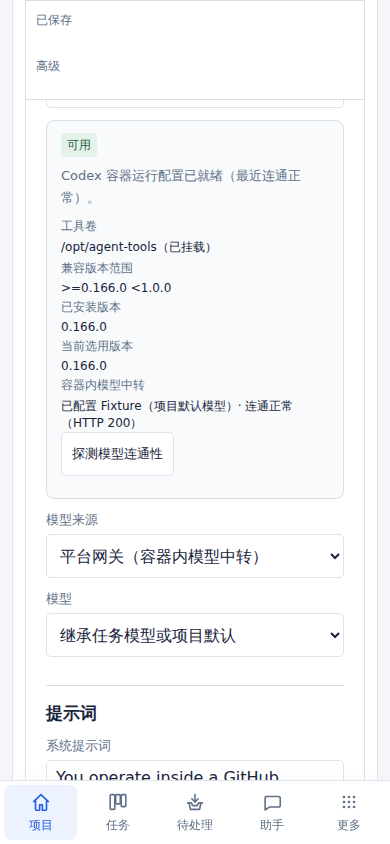 已保存
高级
可用
Codex 容器运行配置已就绪（最近连通正
常）。
工具卷
/opt/agent-tools（已挂载）
兼容版本范围
>=0.166.0 <1.0.0
已安装版本
0.166.0
当前选用版本
0.166.0
容器内模型中转
已配置 Fixture（项目默认模型）· 连通正常
（HTTP 200）
探测模型连通性
模型来源
平台网关（容器内模型中转）
模型
继承任务模型或项目默认
提示词
系统提示词
You operate inside a GitHub
项目
任务
待处理
助手
更多